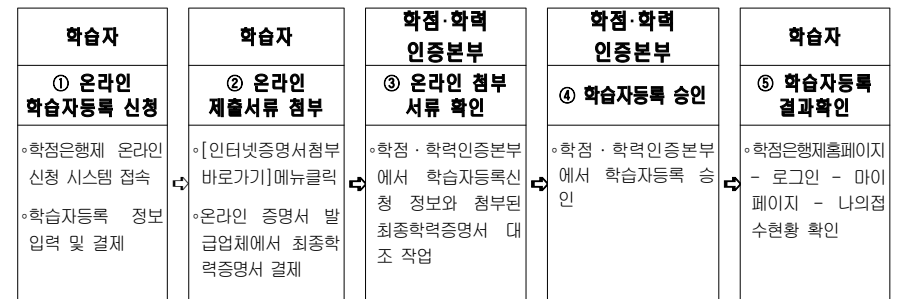 학습자
① 온라인
학습자등록 신청
◦학점은행제 온라인
신청 시스템 접속
◦학습자등록 정보
입력 및 결제
⇨
학습자
② 온라인
제출서류 첨부
◦[인터넷증명서첨부
바로가기]메뉴클릭
◦온라인 증명서 발
급업체에서 최종학
력증명서 결제
⇨
학점·학력
인증본부
③ 온라인 첨부
서류 확인
◦학점·학력인증본부
에서 학습자등록신
청 정보와 첨부된
최종학력증명서 대
조 작업
⇨
학점·학력
인증본부
④ 학습자등록 승인
◦학점·학력인증본부
에서 학습자등록 승
인
⇨
학습자
⑤ 학습자등록
결과확인
◦학점은행제홈페이지
- 로그인 - 마이
페이지 - 나의접
수현황 확인